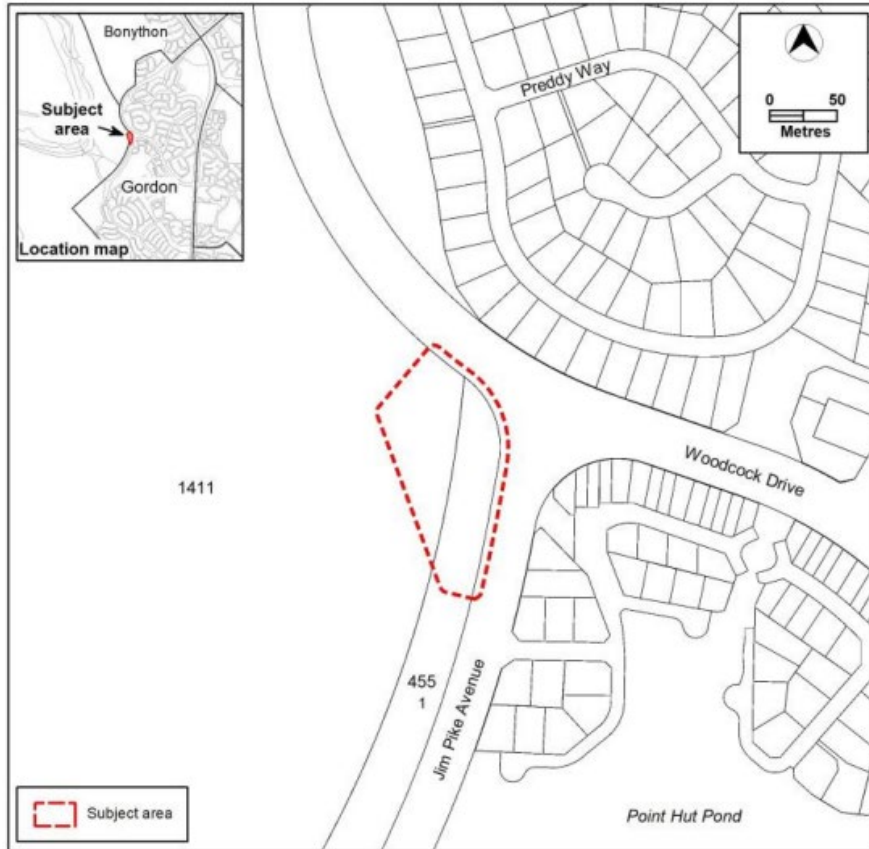 Bonython
Subject
area
Gordon
Location map
Preddy Way
0 50
Metres
1411
Woodcock Drive
455
1
Jim Pike Avenue
Subject area
Point Hut Pond